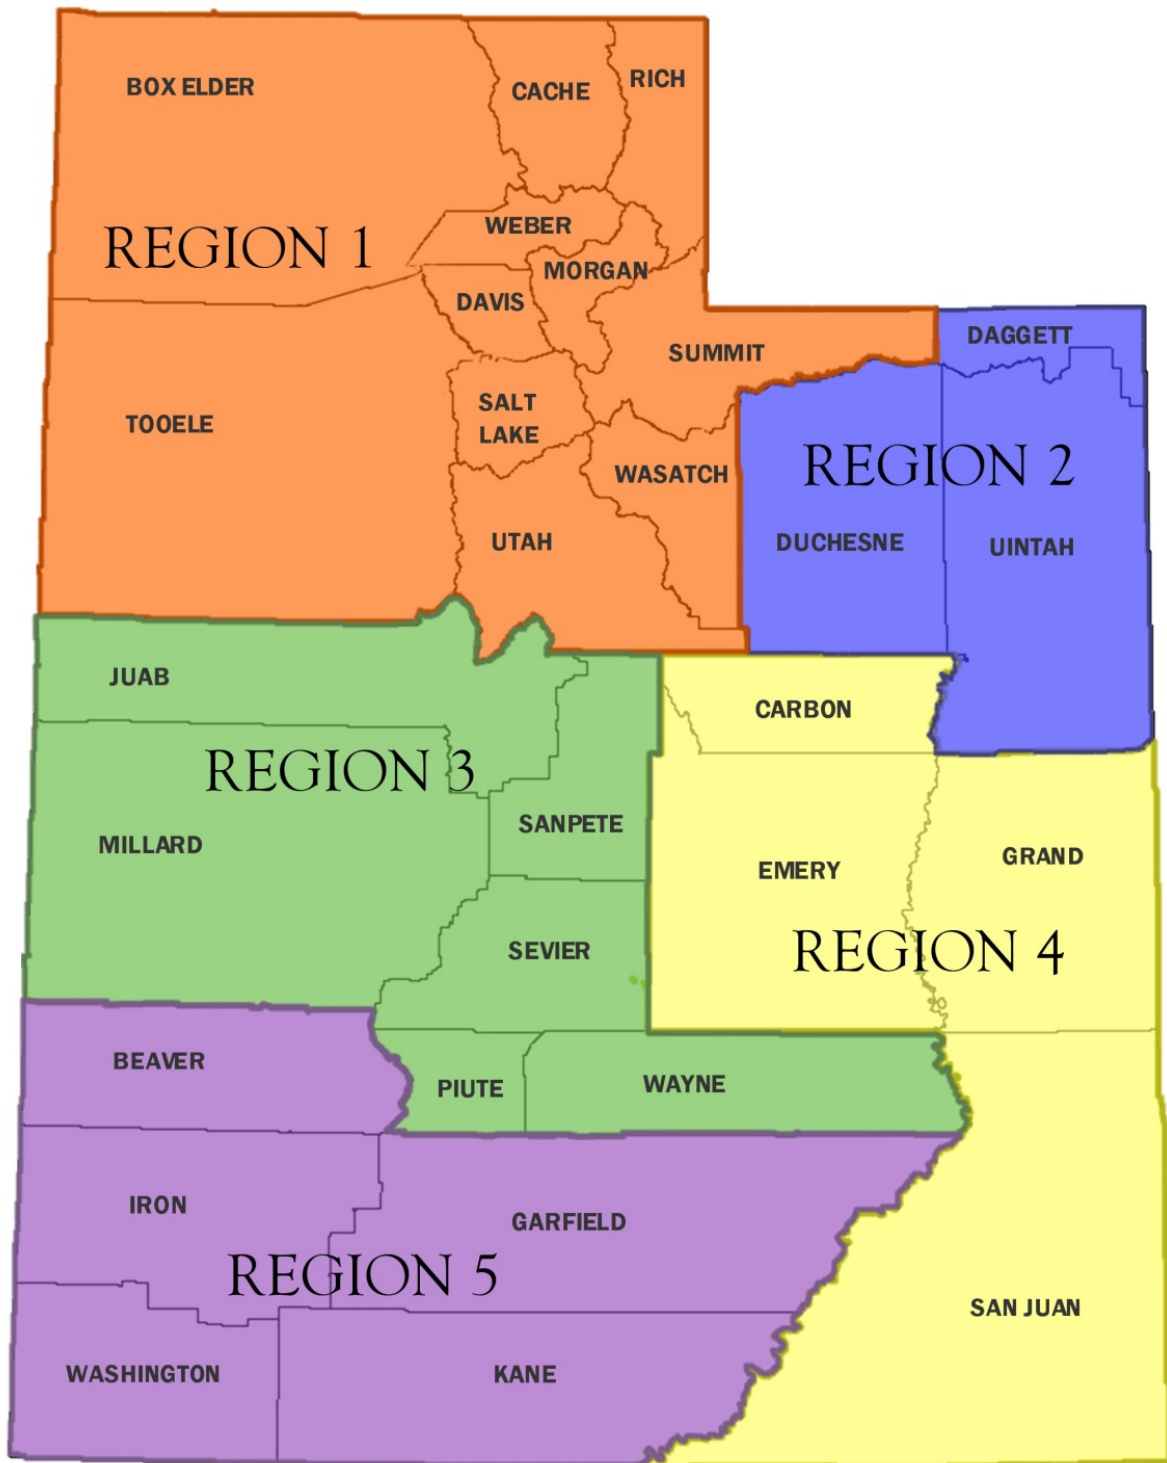 BOX ELDER
CACHE
RICH
WEBER
REGION 1
MORGAN
DAVIS
DAGGETT
SUMMIT
SALT
LAKE
TOOELE
REGION 2
WASATCH
UTAH
DUCHESNE
UINTAH
JUAB
CARBON
REGION 3
SANPETE
MILLARD
GRAND
EMERY
SEVIER
REGION 4
BEAVER
PIUTE
WAYNE
IRON
GARFIELD
REGION 5
SAN JUAN
WASHINGTON
KANE